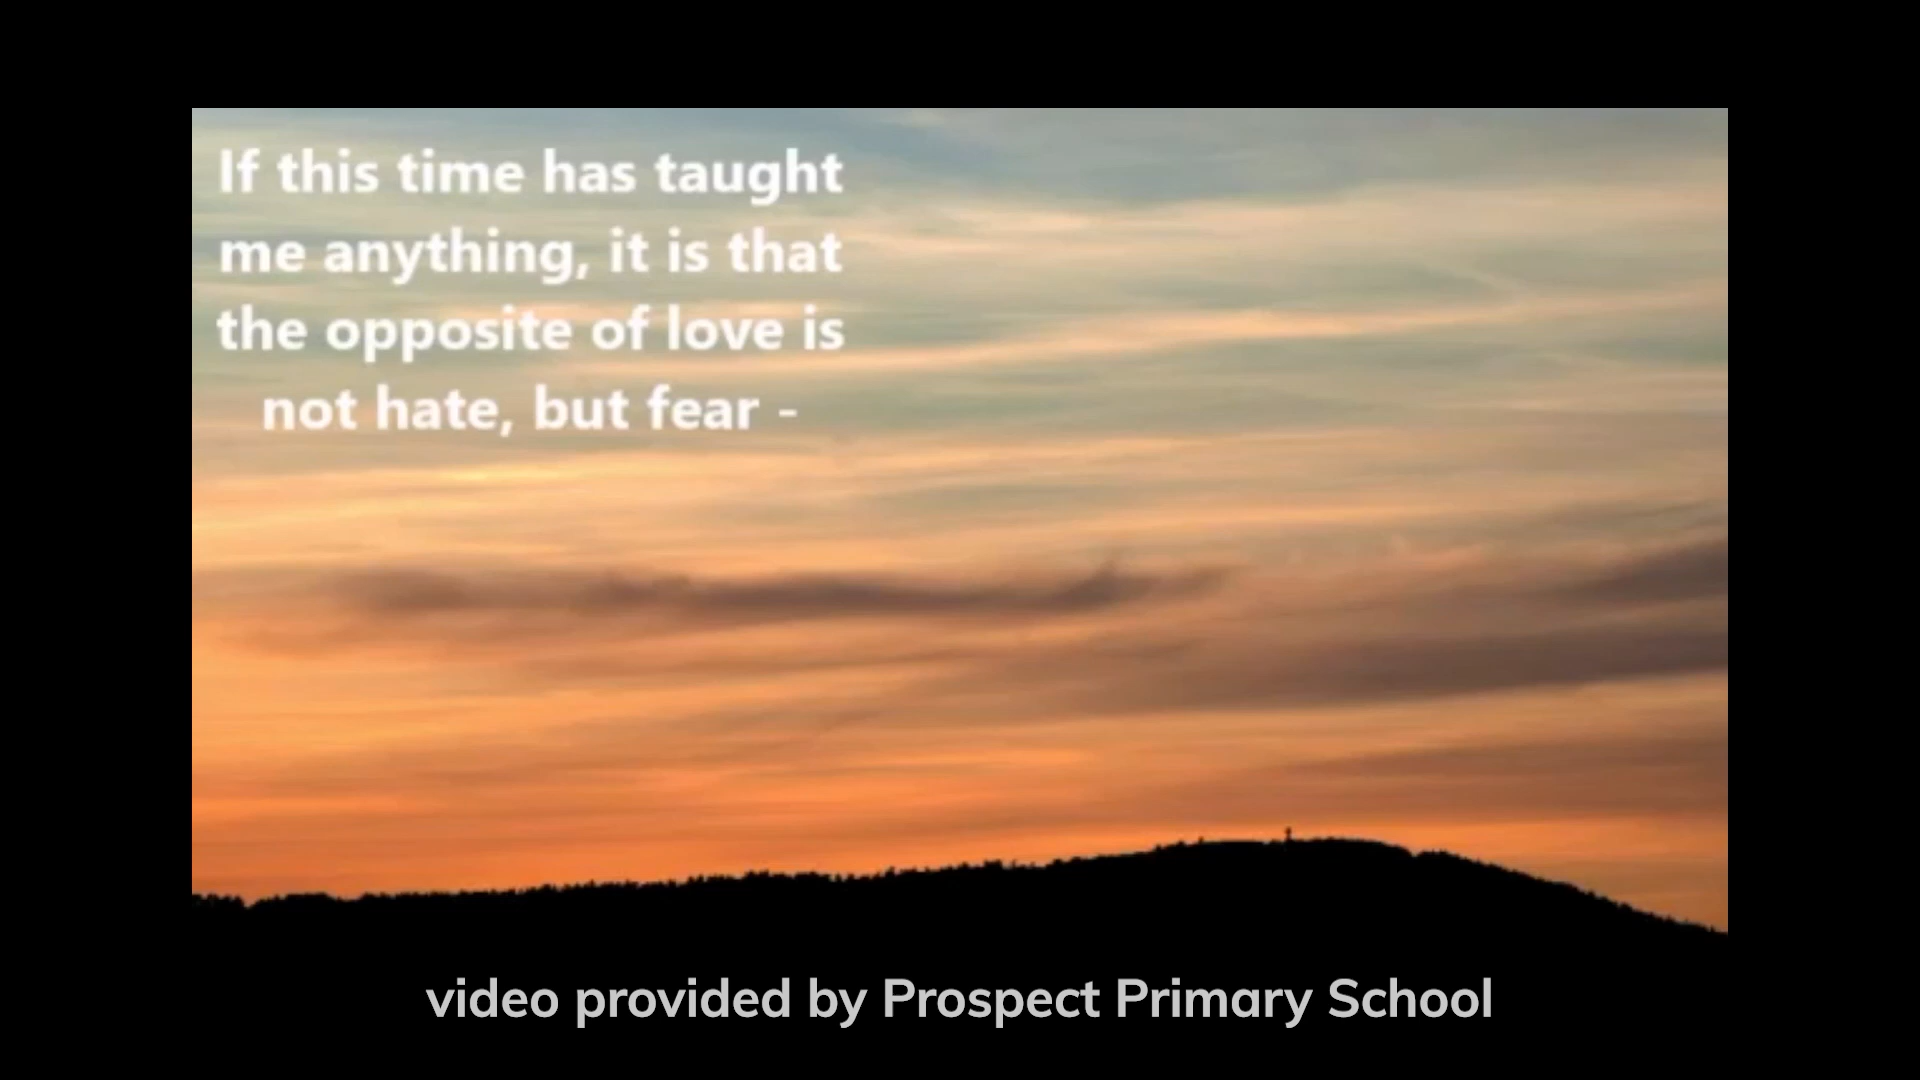 If this time has taught
me anything, it is that
the opposite of love is
not hate, but fear -
video provided by Prospect Primary School